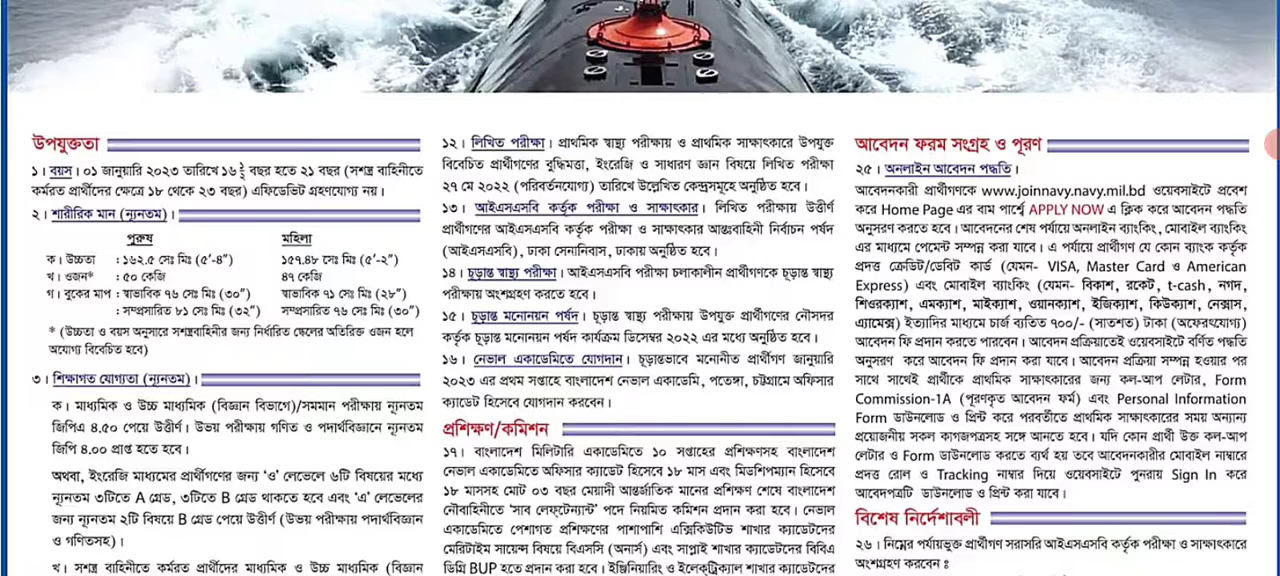 উপযুক্ততা
১। বয়স। ০১ জানুয়ারি ২০২৩ তারিখে ১৬ ১/২ বছর হতে ২১ বছর (সশস্ত্র বাহিনীতে
কর্মরত প্রার্থীদের ক্ষেত্রে ১৮ থেকে ২৩ বছর) এফিডেভিট গ্রহণযোগ্য নয়।
২। শারীরিক মান (ন্যূনতম)।
পুরুষ মহিলা
ক। উচ্চতা : ১৬২.৫ সেঃ মিঃ (৫′-৪″) ১৫৭.৪৮ সেঃ মিঃ (৫′-২″)
খ। ওজন* : ৫০ কেজি ৪৭ কেজি
গ। বুকের মাপ : স্বাভাবিক ৭৬ সেঃ মিঃ (৩০″) স্বাভাবিক ৭১ সেঃ মিঃ (২৮″)
: সম্প্রসারিত ৮১ সেঃ মিঃ (৩২″) সম্প্রসারিত ৭৬ সেঃ মিঃ (৩০″)
* (উচ্চতা ও বয়স অনুসারে সশস্ত্রবাহিনীর জন্য নির্ধারিত স্কেলের অতিরিক্ত ওজন হলে
অযোগ্য বিবেচিত হবে)
৩। শিক্ষাগত যোগ্যতা (ন্যূনতম)।
ক। মাধ্যমিক ও উচ্চ মাধ্যমিক (বিজ্ঞান বিভাগে)/সমমান পরীক্ষায় ন্যূনতম
জিপিএ ৪.৫০ পেয়ে উত্তীর্ণ। উভয় পরীক্ষায় গণিত ও পদার্থবিজ্ঞানে ন্যূনতম
জিপি ৪.০০ প্রাপ্ত হতে হবে।
অথবা, ইংরেজি মাধ্যমের প্রার্থীগণের জন্য ‘ও’ লেভেলে ৬টি বিষয়ের মধ্যে
ন্যূনতম ৩টিতে A গ্রেড, ৩টিতে B গ্রেড থাকতে হবে এবং ‘এ’ লেভেলের
জন্য ন্যূনতম ২টি বিষয়ে B গ্রেড পেয়ে উত্তীর্ণ (উভয় পরীক্ষায় পদার্থবিজ্ঞান
ও গণিতসহ)।
খ। সশস্ত্র বাহিনীতে কর্মরত প্রার্থীদের মাধ্যমিক ও উচ্চ মাধ্যমিক (বিজ্ঞান
১২। লিখিত পরীক্ষা। প্রাথমিক স্বাস্থ্য পরীক্ষায় ও প্রাথমিক সাক্ষাৎকারে উপযুক্ত
বিবেচিত প্রার্থীগণের বুদ্ধিমত্তা, ইংরেজি ও সাধারণ জ্ঞান বিষয়ে লিখিত পরীক্ষা
২৭ মে ২০২২ (পরিবর্তনযোগ্য) তারিখে উল্লেখিত কেন্দ্রসমূহে অনুষ্ঠিত হবে।
১৩। আইএসএসবি কর্তৃক পরীক্ষা ও সাক্ষাৎকার। লিখিত পরীক্ষায় উত্তীর্ণ
প্রার্থীগণের আইএসএসবি কর্তৃক পরীক্ষা ও সাক্ষাৎকার আন্তঃবাহিনী নির্বাচন পর্ষদ
(আইএসএসবি), ঢাকা সেনানিবাস, ঢাকায় অনুষ্ঠিত হবে।
১৪। চূড়ান্ত স্বাস্থ্য পরীক্ষা। আইএসএসবি পরীক্ষা চলাকালীন প্রার্থীগণকে চূড়ান্ত স্বাস্থ্য
পরীক্ষায় অংশগ্রহণ করতে হবে।
১৫। চূড়ান্ত মনোনয়ন পর্ষদ। চূড়ান্ত স্বাস্থ্য পরীক্ষায় উপযুক্ত প্রার্থীগণের নৌসদর
কর্তৃক চূড়ান্ত মনোনয়ন পর্ষদ কার্যক্রম ডিসেম্বর ২০২২ এর মধ্যে অনুষ্ঠিত হবে।
১৬। নেভাল একাডেমিতে যোগদান। চূড়ান্তভাবে মনোনীত প্রার্থীগণ জানুয়ারি
২০২৩ এর প্রথম সপ্তাহে বাংলাদেশ নেভাল একাডেমি, পতেঙ্গা, চট্টগ্রামে অফিসার
ক্যাডেট হিসেবে যোগদান করবেন।
প্রশিক্ষণ/কমিশন
১৭। বাংলাদেশ মিলিটারি একাডেমিতে ১০ সপ্তাহের প্রশিক্ষণসহ বাংলাদেশ
নেভাল একাডেমিতে অফিসার ক্যাডেট হিসেবে ১৮ মাস এবং মিডশিপম্যান হিসেবে
১৮ মাসসহ মোট ০৩ বছর মেয়াদী আন্তর্জাতিক মানের প্রশিক্ষণ শেষে বাংলাদেশ
নৌবাহিনীতে ‘সাব লেফ্টেন্যান্ট’ পদে নিয়মিত কমিশন প্রদান করা হবে। নেভাল
একাডেমিতে পেশাগত প্রশিক্ষণের পাশাপাশি এক্সিকিউটিভ শাখার ক্যাডেটদের
মেরিটাইম সায়েন্স বিষয়ে বিএসসি (অনার্স) এবং সাপ্লাই শাখার ক্যাডেটদের বিবিএ
ডিগ্রি BUP হতে প্রদান করা হবে। ইঞ্জিনিয়ারিং ও ইলেকট্রিক্যাল শাখার ক্যাডেটদের
আবেদন ফরম সংগ্রহ ও পূরণ
২৫। অনলাইন আবেদন পদ্ধতি।
আবেদনকারী প্রার্থীগণকে www.joinnavy.navy.mil.bd ওয়েবসাইটে প্রবেশ
করে Home Page এর বাম পার্শ্বে APPLY NOW এ ক্লিক করে আবেদন পদ্ধতি
অনুসরণ করতে হবে। আবেদনের শেষ পর্যায়ে অনলাইন ব্যাংকিং, মোবাইল ব্যাংকিং
এর মাধ্যমে পেমেন্ট সম্পন্ন করা যাবে। এ পর্যায়ে প্রার্থীগণ যে কোন ব্যাংক কর্তৃক
প্রদত্ত ক্রেডিট/ডেবিট কার্ড (যেমন- VISA, Master Card ও American
Express) এবং মোবাইল ব্যাংকিং (যেমন- বিকাশ, রকেট, t-cash, নগদ,
শিওরক্যাশ, এমক্যাশ, মাইক্যাশ, ওয়ানক্যাশ, ইজিক্যাশ, কিউক্যাশ, নেক্সাস,
এ্যামেক্স) ইত্যাদির মাধ্যমে চার্জ ব্যতিত ৭০০/- (সাতশত) টাকা (অফেরৎযোগ্য)
আবেদন ফি প্রদান করতে পারবেন। আবেদন প্রক্রিয়াতেই ওয়েবসাইটে বর্ণিত পদ্ধতি
অনুসরণ করে আবেদন ফি প্রদান করা যাবে। আবেদন প্রক্রিয়া সম্পন্ন হওয়ার পর
সাথে সাথেই প্রার্থীকে প্রাথমিক সাক্ষাৎকারের জন্য কল-আপ লেটার, Form
Commission-1A (পূরণকৃত আবেদন ফর্ম) এবং Personal Information
Form ডাউনলোড ও প্রিন্ট করে পরবর্তীতে প্রাথমিক সাক্ষাৎকারের সময় অন্যান্য
প্রয়োজনীয় সকল কাগজপত্রসহ সঙ্গে আনতে হবে। যদি কোন প্রার্থী উক্ত কল-আপ
লেটার ও Form ডাউনলোড করতে ব্যর্থ হয় তবে আবেদনকারীর মোবাইল নাম্বারে
প্রদত্ত রোল ও Tracking নাম্বার দিয়ে ওয়েবসাইটে পুনরায় Sign In করে
আবেদপত্রটি ডাউনলোড ও প্রিন্ট করা যাবে।
বিশেষ নির্দেশাবলী
২৬। নিম্নের পর্যায়ভুক্ত প্রার্থীগণ সরাসরি আইএসএসবি কর্তৃক পরীক্ষা ও সাক্ষাৎকারে
অংশগ্রহণ করবেন ঃ